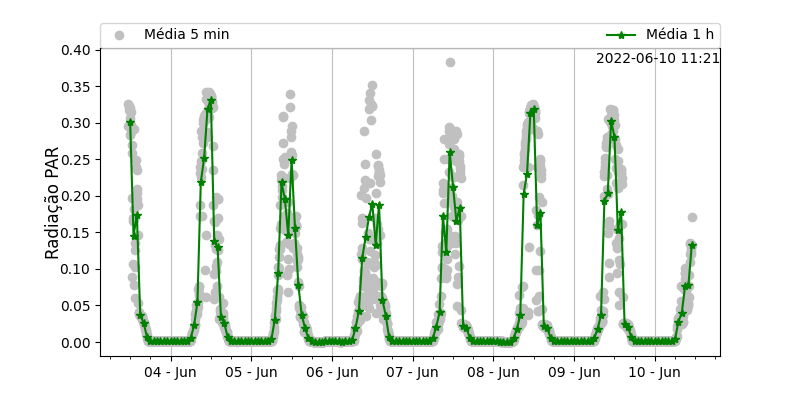 Média 5 min
Média 1 h
2022-06-10 11:21
Radiação PAR
0.40
0.35
0.30
0.25
0.20
0.15
0.10
0.05
0.00
04 - Jun
05 - Jun
06 - Jun
07 - Jun
08 - Jun
09 - Jun
10 - Jun